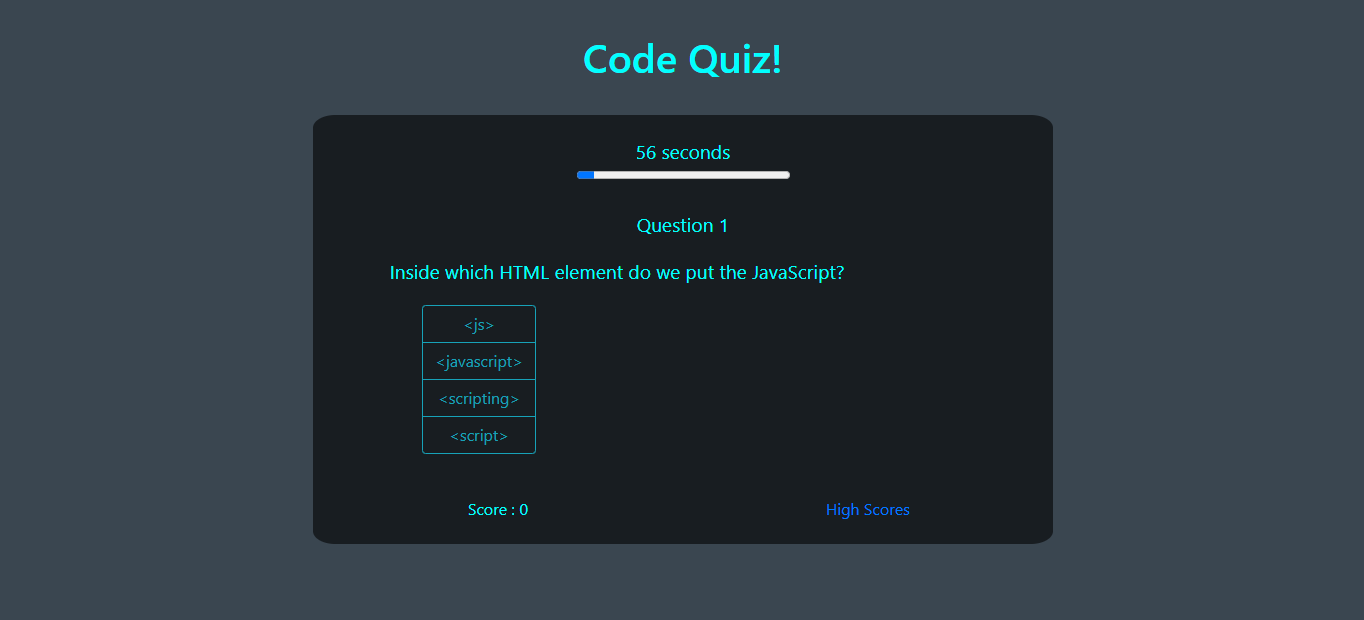 Code Quiz!
56 seconds
Question 1
Inside which HTML element do we put the JavaScript?
<js>
<javascript>
<scripting>
<script>
Score : 0 High Scores